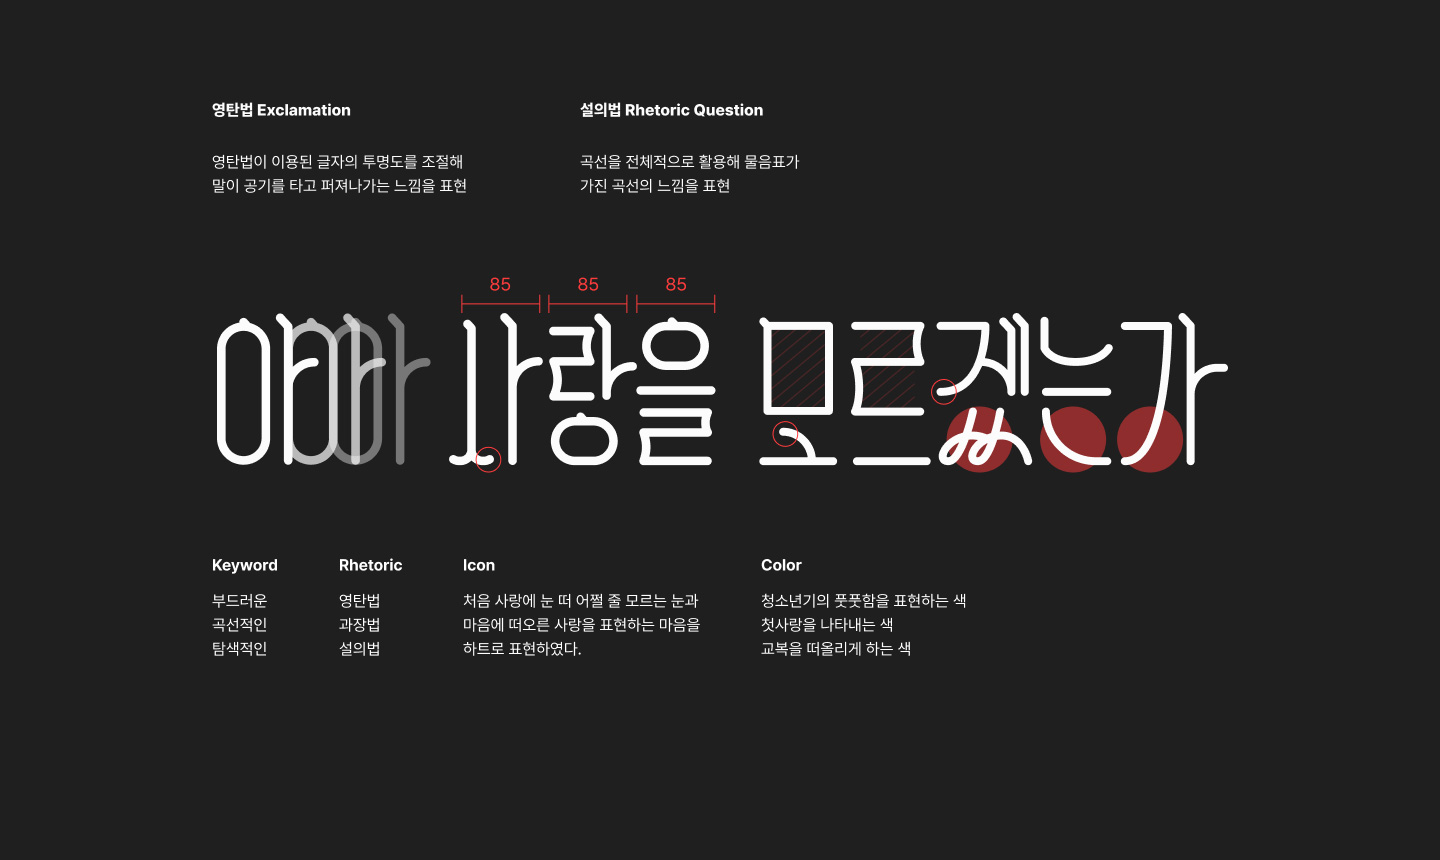 영탄법 Exclamation
영탄법이 이용된 글자의 투명도를 조절해
말이 공기를 타고 퍼져나가는 느낌을 표현
설의법 Rhetoric Question
곡선을 전체적으로 활용해 물음표가
가진 곡선의 느낌을 표현
85 85 85
아아아 사랑을 모르겠는가
Keyword
부드러운
곡선적인
탐색적인
Rhetoric
영탄법
과장법
설의법
Icon
처음 사랑에 눈 떠 어쩔 줄 모르는 눈과
마음에 떠오른 사랑을 표현하는 마음을
하트로 표현하였다.
Color
청소년기의 풋풋함을 표현하는 색
첫사랑을 나타내는 색
교복을 떠올리게 하는 색